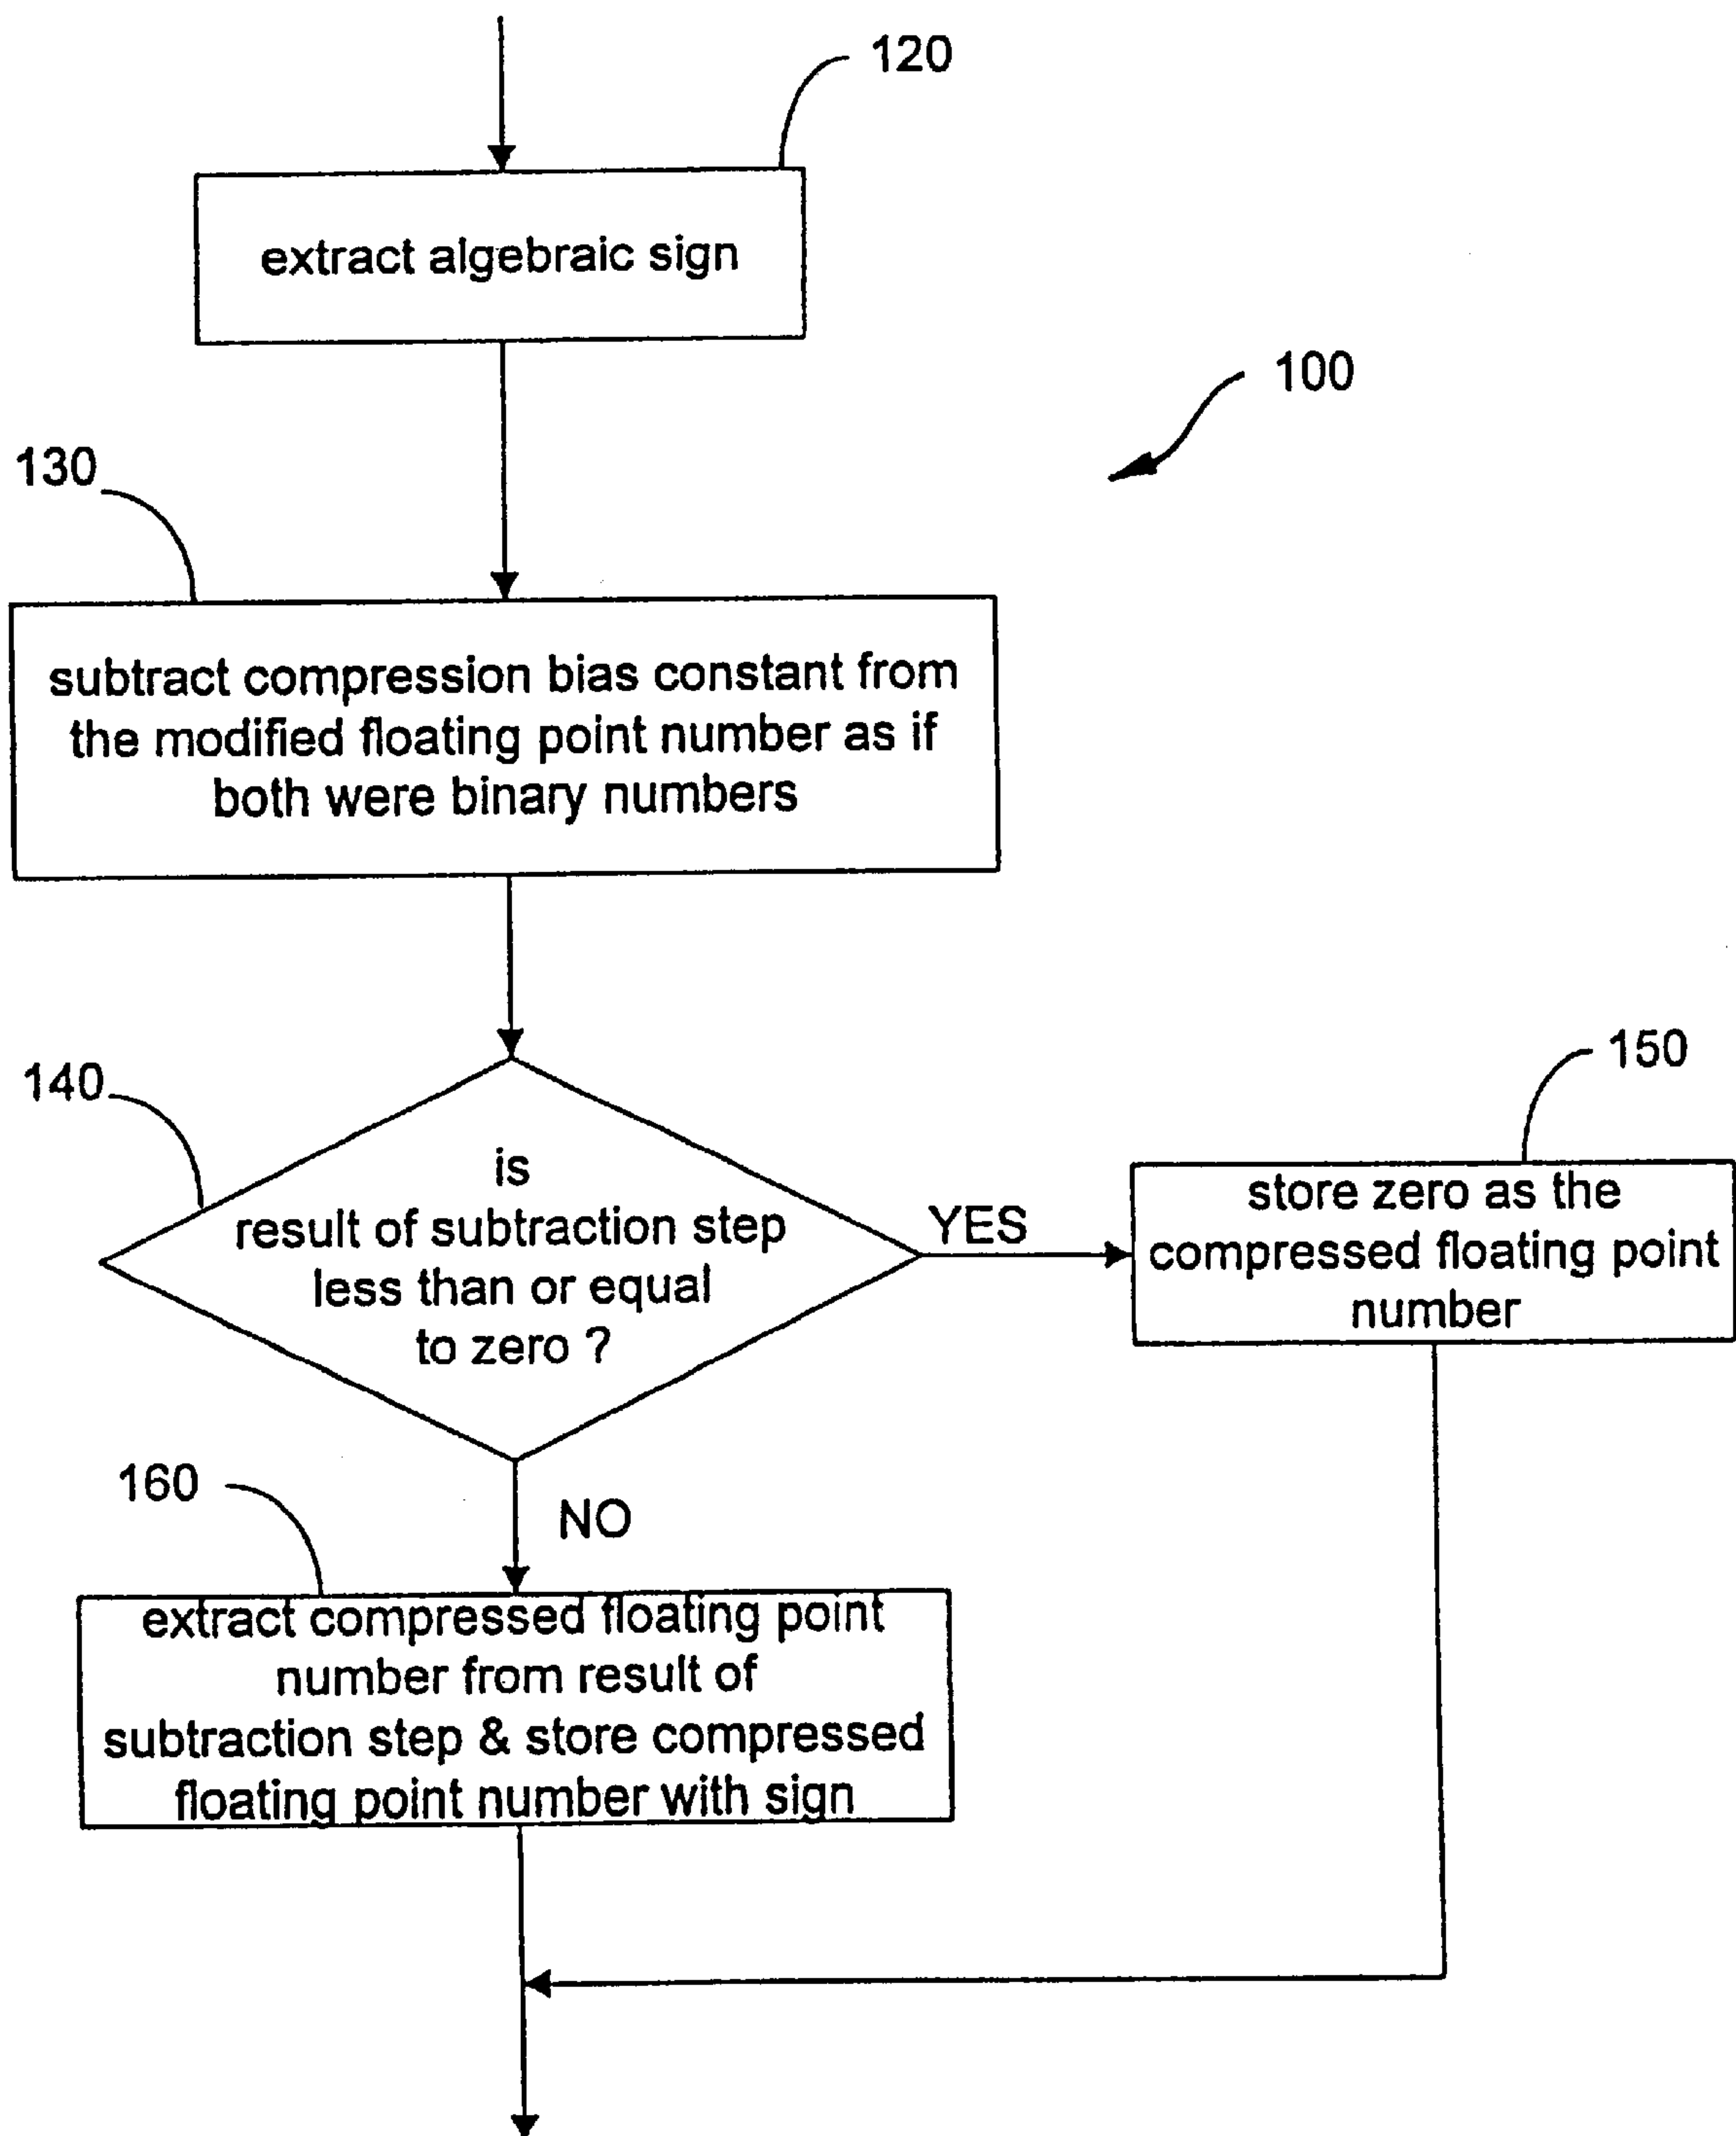 120
extract algebraic sign
100
130
subtract compression bias constant from
the modified floating point number as if
both were binary numbers
140
is
result of subtraction step
less than or equal
to zero ?
YES
150
store zero as the
compressed floating point
number
160
NO
extract compressed floating point
number from result of
subtraction step & store compressed
floating point number with sign